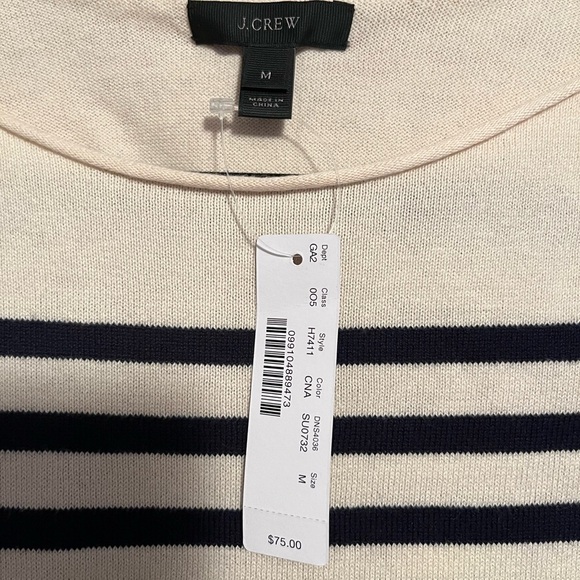 J.CREW
M
MADE IN
CHINA
Dept
GA2
Class
005
Style
H7411
Color
CNA
DNS4036
SU0732
Size
M
099104889473
$75.00